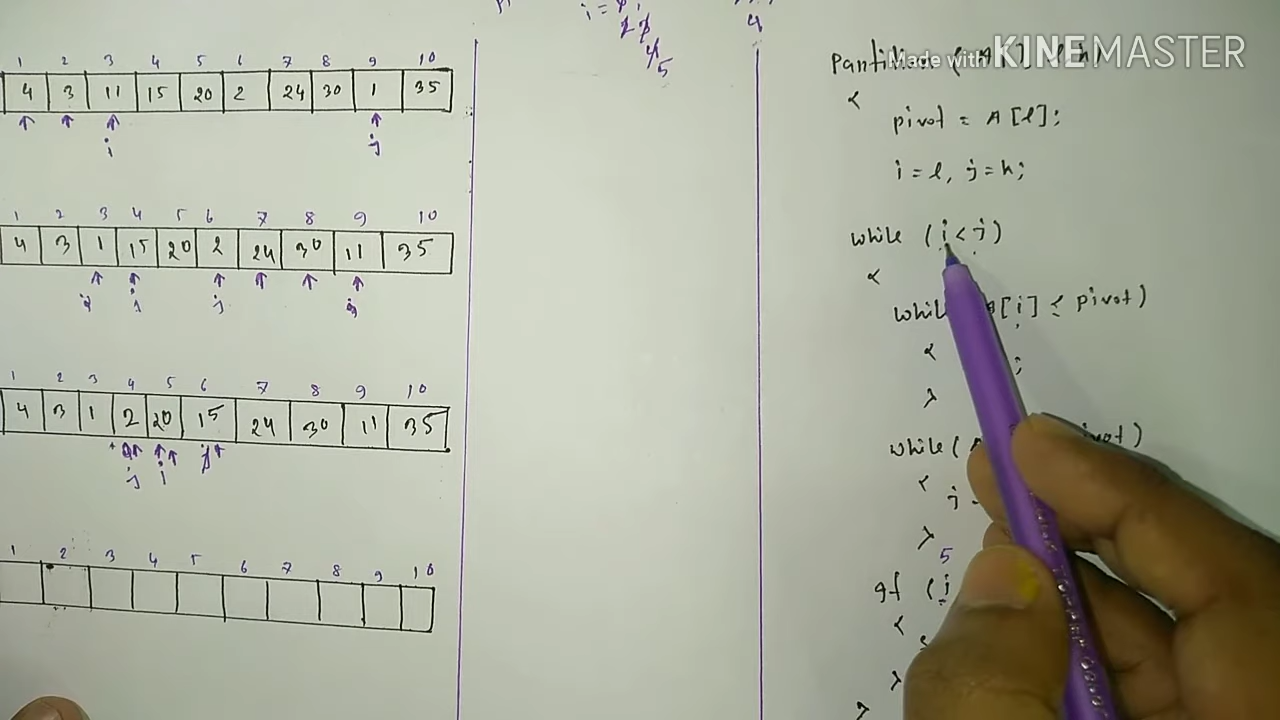 1 2 3 4 5 6 7 8 9 10
4 3 11 15 20 2 24 30 1 35
i j
1 2 3 4 5 6 7 8 9 10
4 3 1 15 20 2 24 30 11 35
i j
1 2 3 4 5 6 7 8 9 10
4 3 1 2 20 15 24 30 11 35
j i j
1 2 3 4 5 6 7 8 9 10
i =
4
5
Made with KINEMASTER
Partition (A[]
pivot = A[l];
i = l, j = h;
while (i < j)
{
A[i] ≤ pivot)
{ ;
}
while (
{ j
}
5
If (i
{
}
}